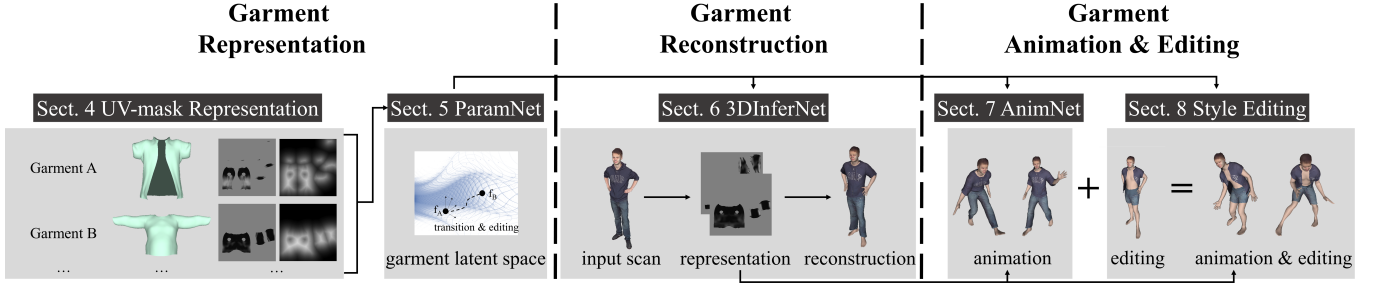 Garment
Representation
Garment
Reconstruction
Garment
Animation & Editing
Sect. 4 UV-mask Representation
Sect. 5 ParamNet
Sect. 6 3DInferNet
Sect. 7 AnimNet
Sect. 8 Style Editing
Garment A
Garment B
...
...
...
fA
fB
transition & editing
garment latent space
input scan
representation
reconstruction
animation
+
editing
=
animation & editing